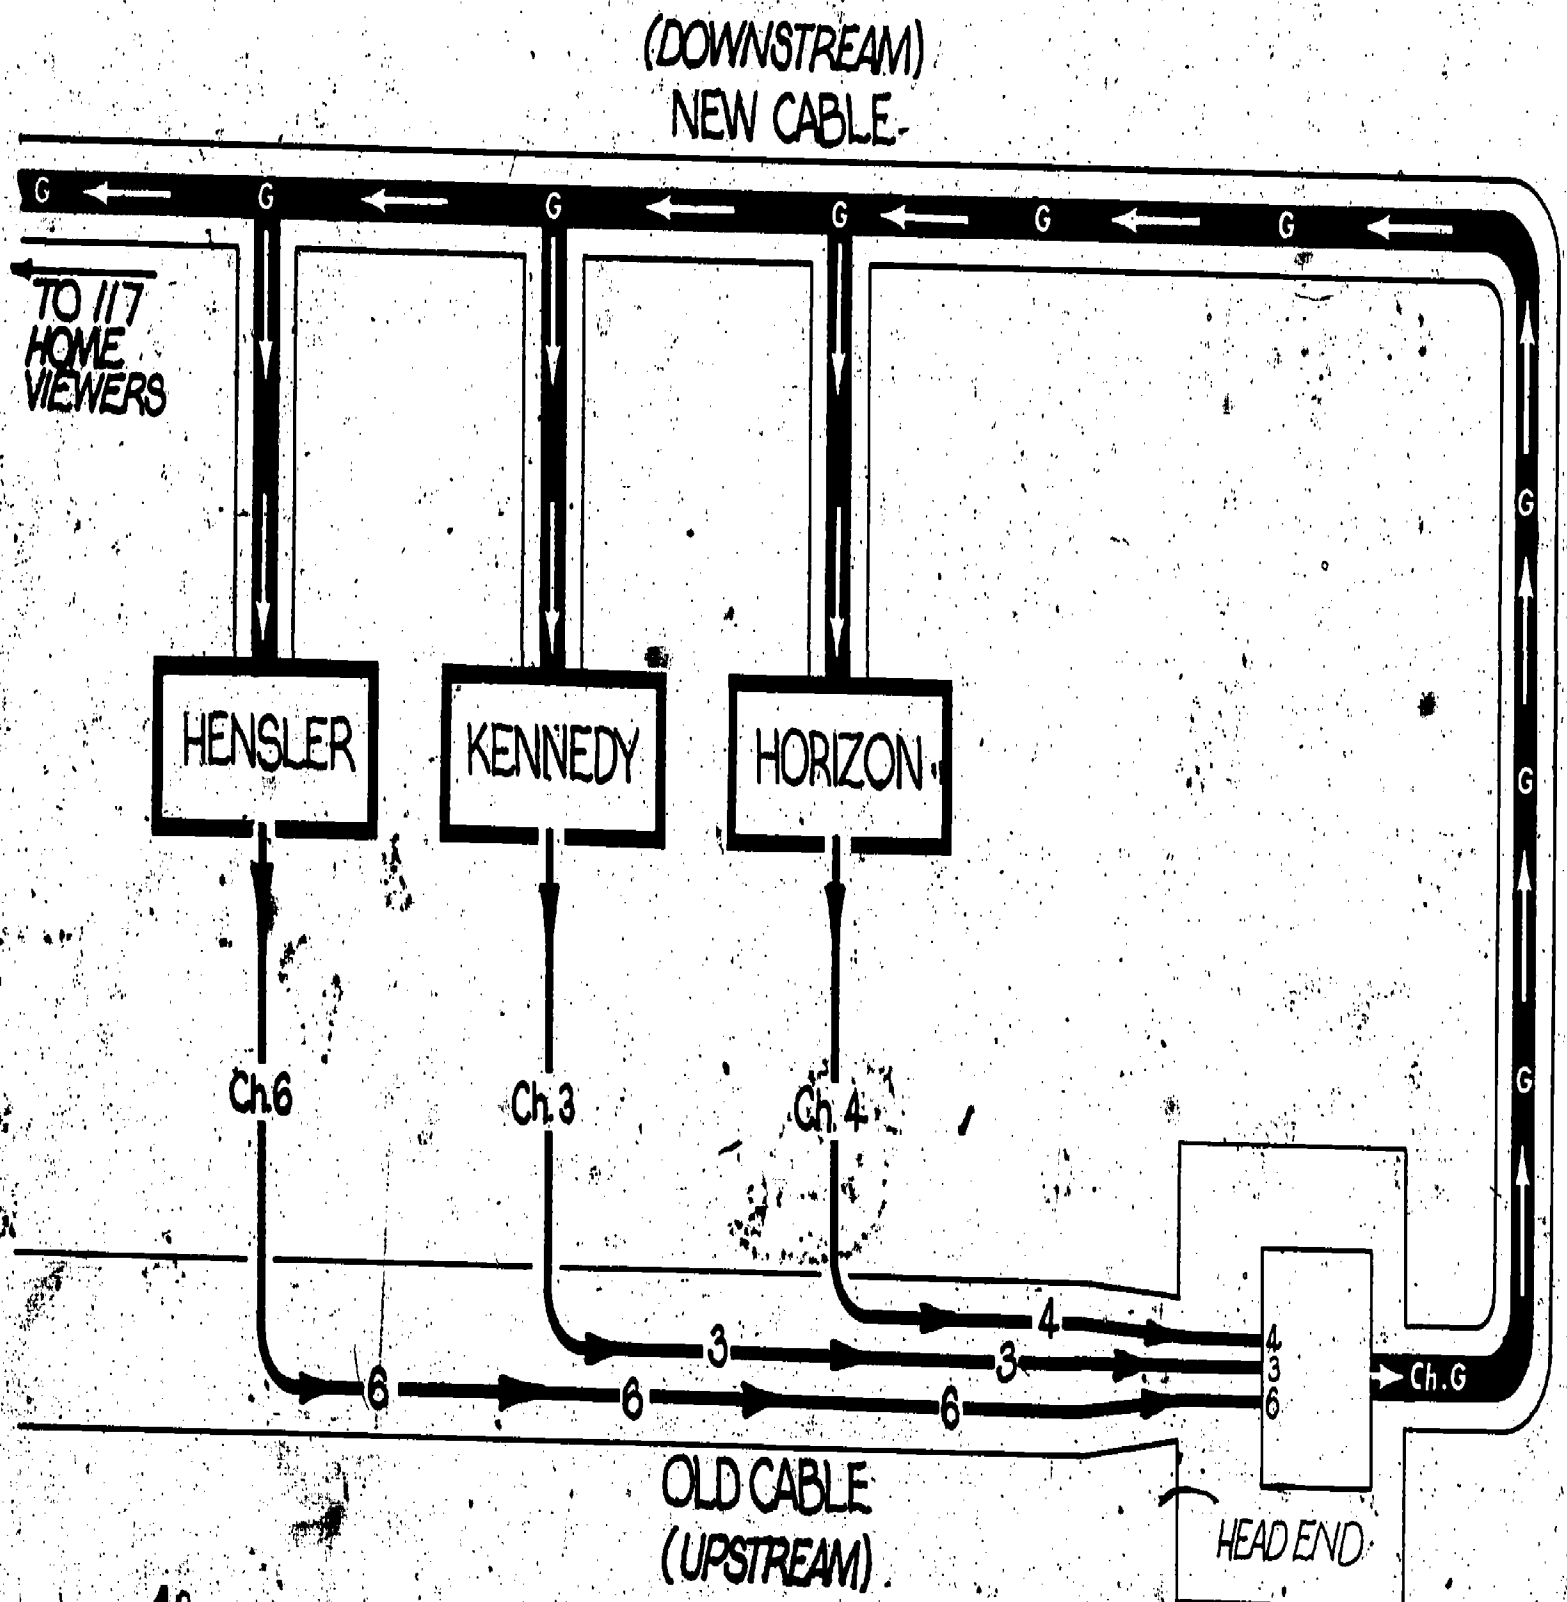 (DOWNSTREAM)
NEW CABLE
G G G G G G
TO 117
HOME
VIEWERS
G
HENSLER KENNEDY HORIZON
G
G
Ch.6 Ch.3 Ch.4
4 4
3 3 3
Ch.G
6 6 6 6
OLD CABLE
(UPSTREAM)
HEAD END